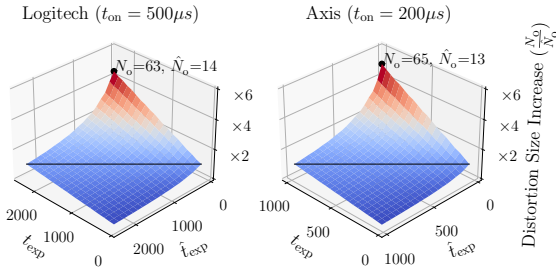 Logitech (t_on = 500μs)
N_o=63, N̂_o=14
×6
×4
×2
2000
1000
0
t_exp
2000
1000
0
t̂_exp
Axis (t_on = 200μs)
N_o=65, N̂_o=13
×6
×4
×2
1000
500
0
t_exp
1000
500
0
t̂_exp
Distortion Size Increase (N_o/N̂_o)